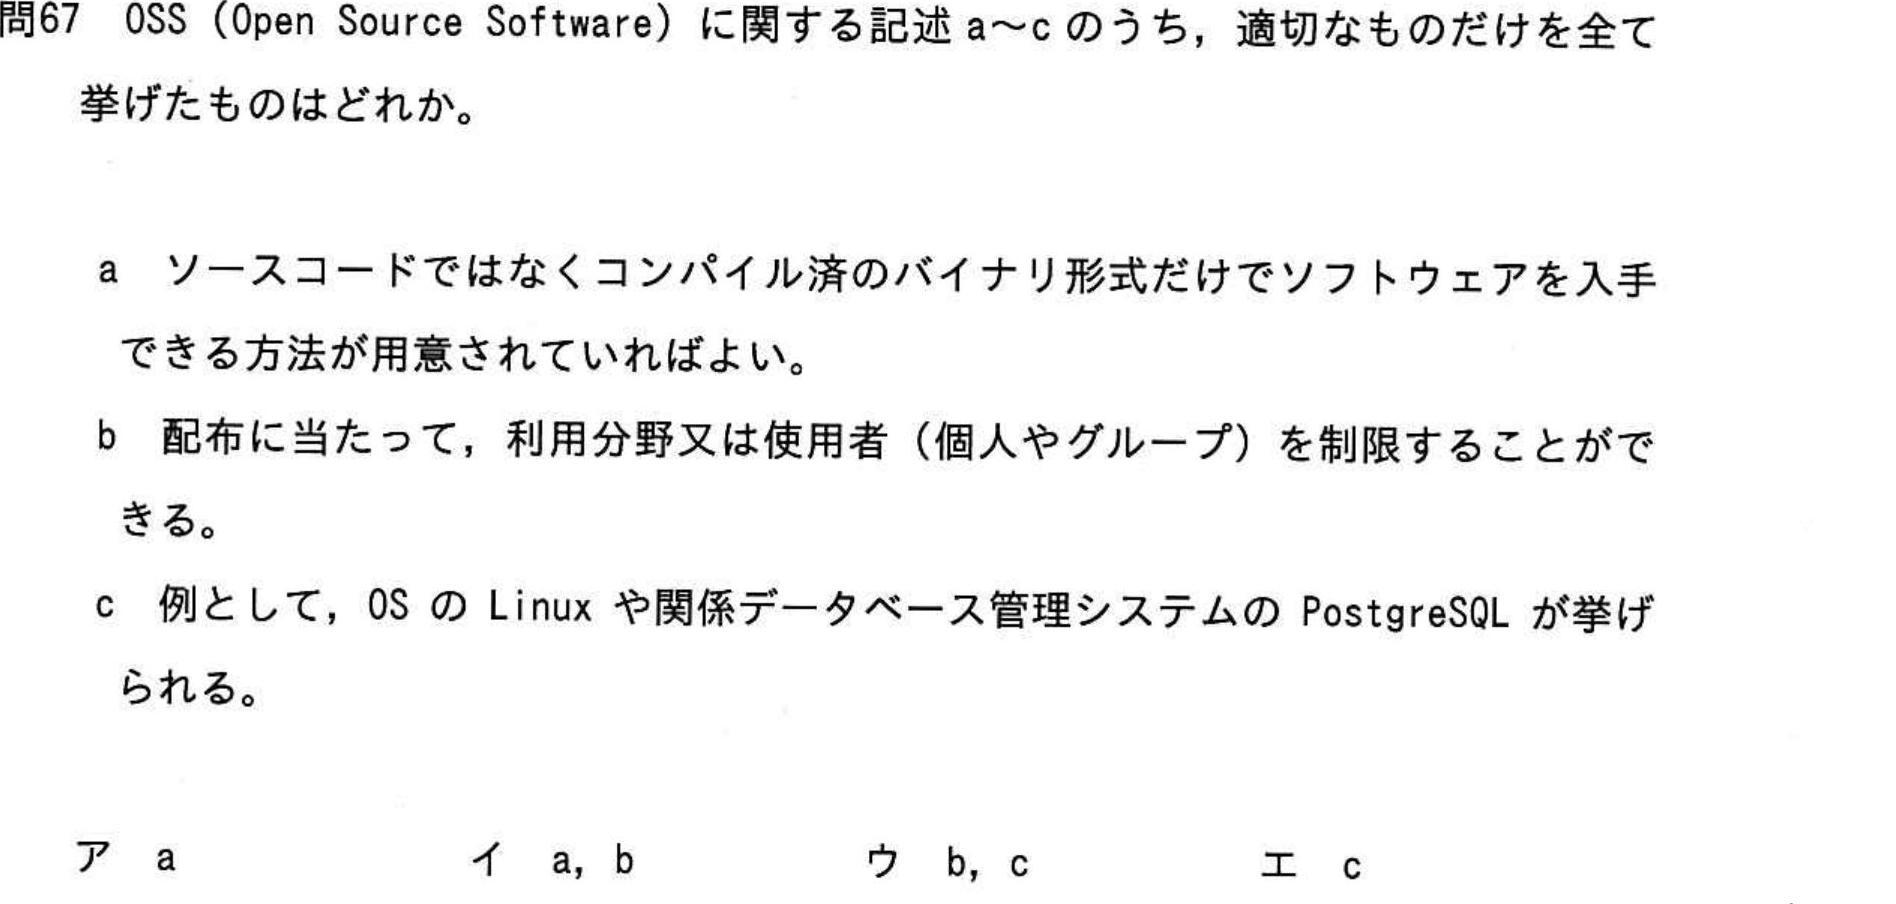 問67 OSS（Open Source Software）に関する記述 a～c のうち，適切なものだけを全て
挙げたものはどれか。
a ソースコードではなくコンパイル済のバイナリ形式だけでソフトウェアを入手
できる方法が用意されていればよい。
b 配布に当たって，利用分野又は使用者（個人やグループ）を制限することがで
きる。
c 例として，OS の Linux や関係データベース管理システムの PostgreSQL が挙げ
られる。
ア a イ a, b ウ b, c エ c